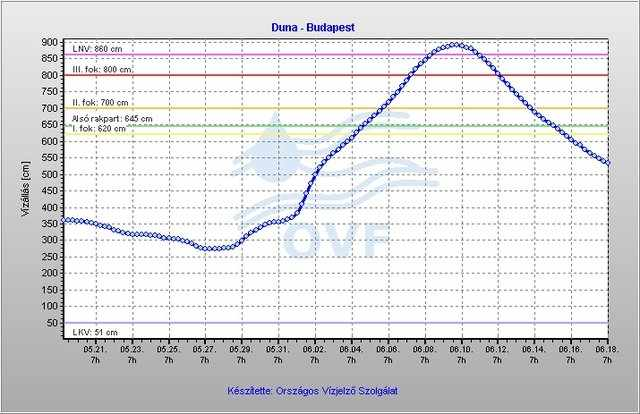 Duna - Budapest
900
850
800
750
700
650
600
550
500
450
400
350
300
250
200
150
100
50
Vízállás [cm]
LNV: 860 cm
III. fok: 800 cm
II. fok: 700 cm
Alsó rakpart: 645 cm
I. fok: 620 cm
LKV: 51 cm
OVF
05.21. 05.23. 05.25. 05.27. 05.29. 05.31. 06.02. 06.04. 06.06. 06.08. 06.10. 06.12. 06.14. 06.16. 06.18.
7h 7h 7h 7h 7h 7h 7h 7h 7h 7h 7h 7h 7h 7h 7h
Készítette: Országos Vízjelző Szolgálat